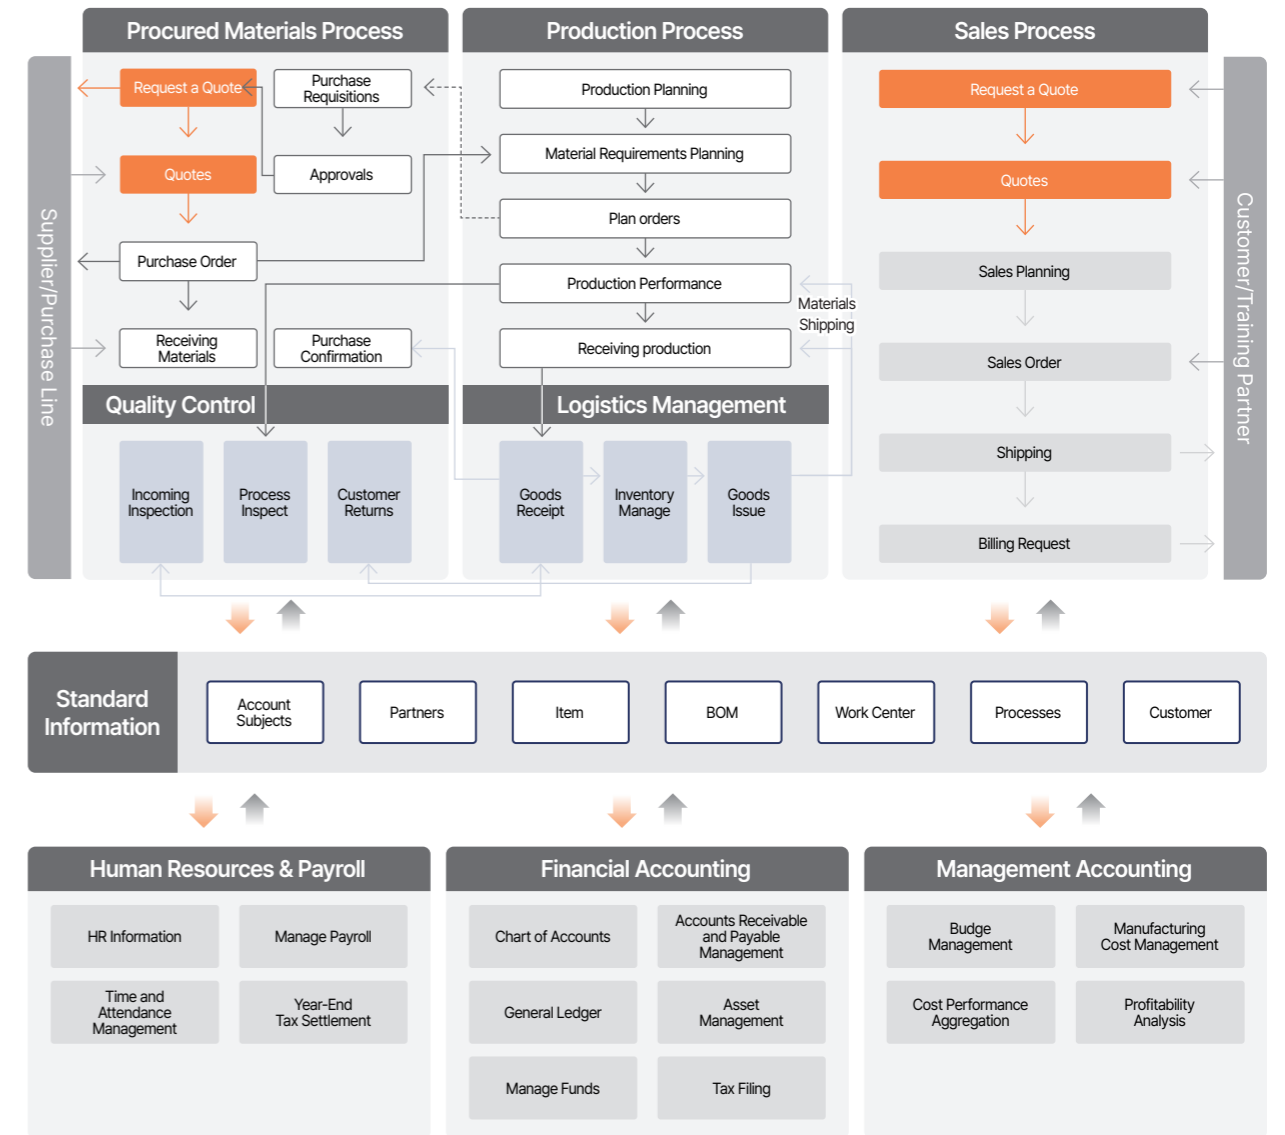 Procured Materials Process
Production Process
Sales Process
Supplier/Purchase Line
Request a Quote
Purchase
Requisitions
Quotes
Approvals
Purchase Order
Receiving
Materials
Purchase
Confirmation
Production Planning
Material Requirements Planning
Plan orders
Production Performance
Receiving production
Materials
Shipping
Request a Quote
Quotes
Sales Planning
Sales Order
Shipping
Billing Request
Customer/Training Partner
Quality Control
Incoming
Inspection
Process
Inspect
Customer
Returns
Logistics Management
Goods
Receipt
Inventory
Manage
Goods
Issue
Standard
Information
Account
Subjects
Partners
Item
BOM
Work Center
Processes
Customer
Human Resources & Payroll
HR Information
Manage Payroll
Time and
Attendance
Management
Year-End
Tax Settlement
Financial Accounting
Chart of Accounts
Accounts Receivable
and Payable
Management
General Ledger
Asset
Management
Manage Funds
Tax Filing
Management Accounting
Budge
Management
Manufacturing
Cost Management
Cost Performance
Aggregation
Profitability
Analysis